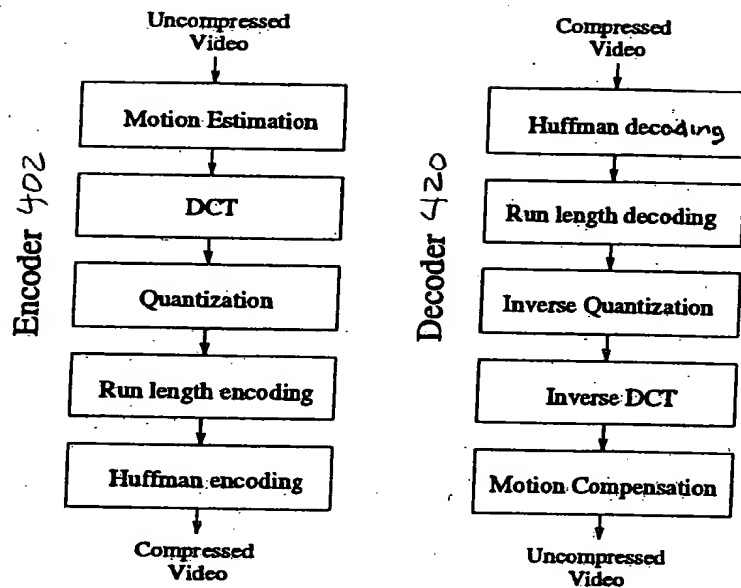 Uncompressed
Video
Motion Estimation
DCT
Quantization
Run length encoding
Huffman encoding
Compressed
Video
Encoder 402
Compressed
Video
Huffman decoding
Run length decoding
Inverse Quantization
Inverse DCT
Motion Compensation
Uncompressed
Video
Decoder 420